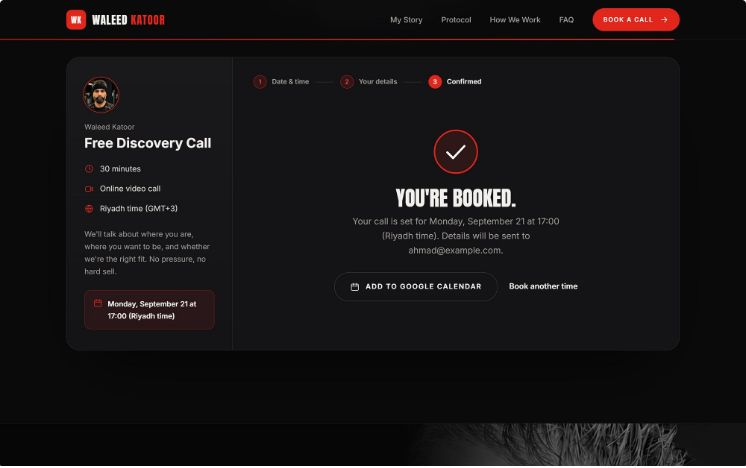 WK WALEED KATOOR
My Story Protocol How We Work FAQ BOOK A CALL →
1 Date & time 2 Your details 3 Confirmed
Waleed Katoor
Free Discovery Call
30 minutes
Online video call
Riyadh time (GMT+3)
We'll talk about where you are,
where you want to be, and whether
we're the right fit. No pressure, no
hard sell.
Monday, September 21 at
17:00 (Riyadh time)
YOU'RE BOOKED.
Your call is set for Monday, September 21 at 17:00
(Riyadh time). Details will be sent to
ahmad@example.com.
ADD TO GOOGLE CALENDAR Book another time